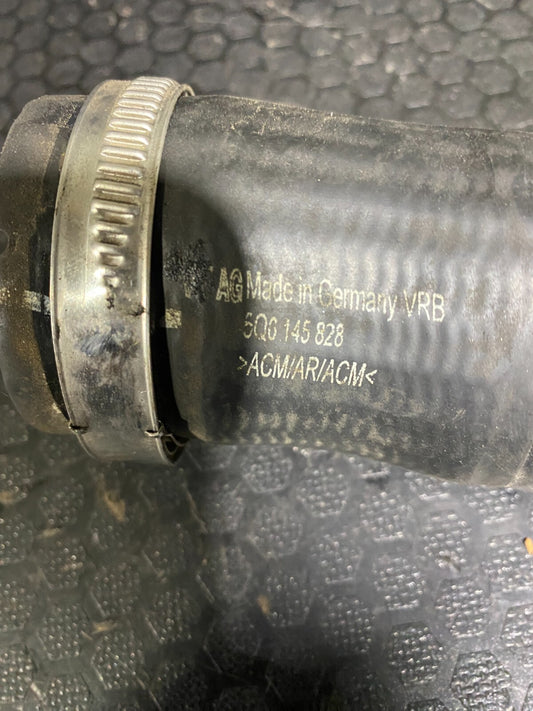 AG Made in Germany VRB
5Q0 145 828
>ACM/AR/ACM<